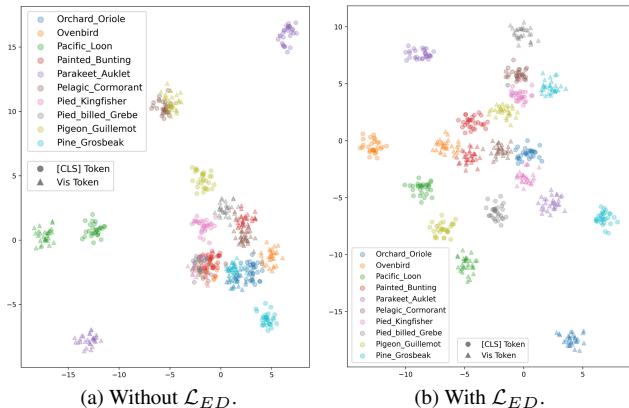 Orchard_Oriole
Ovenbird
Pacific_Loon
Painted_Bunting
Parakeet_Auklet
Pelagic_Cormorant
Pied_Kingfisher
Pied_billed_Grebe
Pigeon_Guillemot
Pine_Grosbeak
[CLS] Token
Vis Token
15
10
5
0
−5
−15
−10
−5
0
5
(a) Without ℒ_ED.
10
5
0
−5
−10
−15
Orchard_Oriole
Ovenbird
Pacific_Loon
Painted_Bunting
Parakeet_Auklet
Pelagic_Cormorant
Pied_Kingfisher
Pied_billed_Grebe
Pigeon_Guillemot
Pine_Grosbeak
[CLS] Token
Vis Token
−10
−5
0
5
(b) With ℒ_ED.